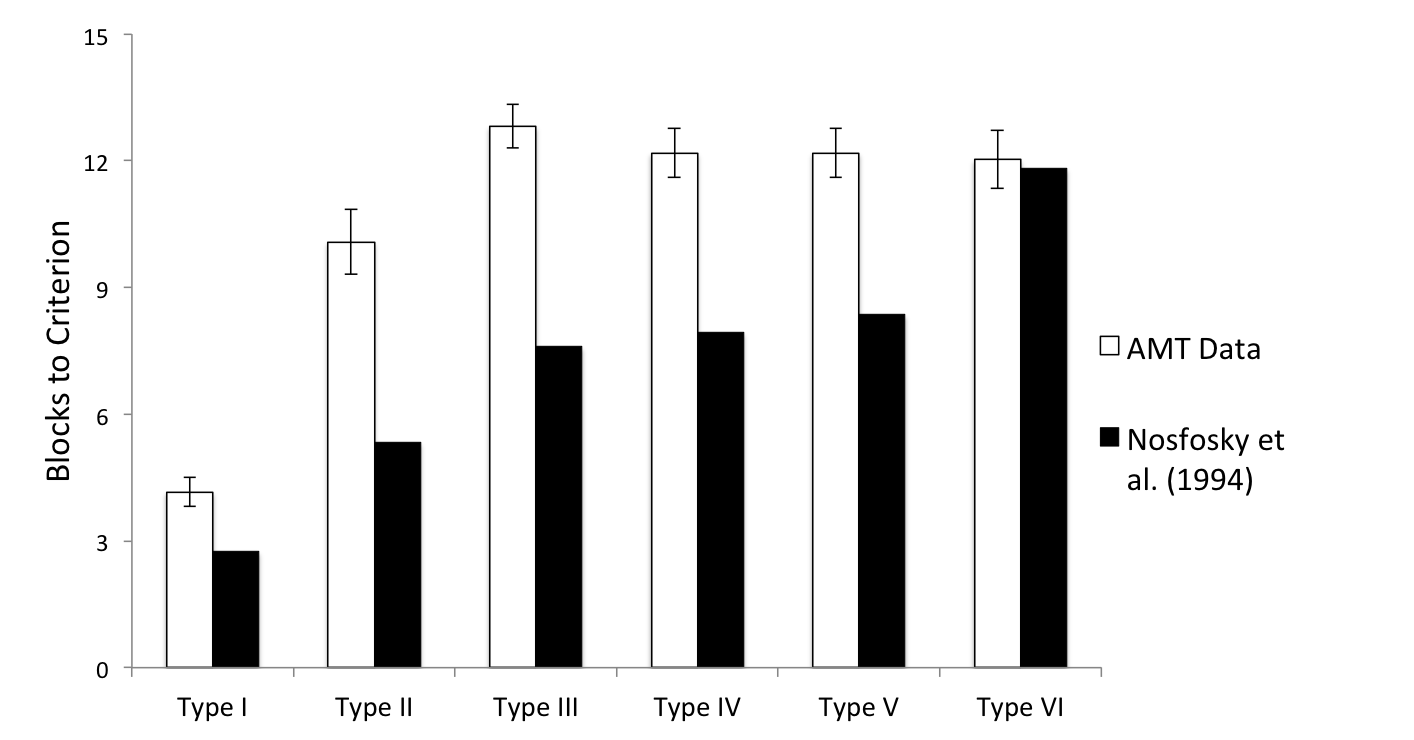 15
12
9
6
3
0
Blocks to Criterion
Type I
Type II
Type III
Type IV
Type V
Type VI
AMT Data
Nosfosky et
al. (1994)